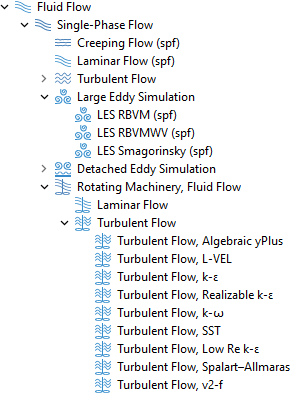 Fluid Flow
Single-Phase Flow
Creeping Flow (spf)
Laminar Flow (spf)
Turbulent Flow
Large Eddy Simulation
LES RBVM (spf)
LES RBVMWV (spf)
LES Smagorinsky (spf)
Detached Eddy Simulation
Rotating Machinery, Fluid Flow
Laminar Flow
Turbulent Flow
Turbulent Flow, Algebraic yPlus
Turbulent Flow, L-VEL
Turbulent Flow, k-ε
Turbulent Flow, Realizable k-ε
Turbulent Flow, k-ω
Turbulent Flow, SST
Turbulent Flow, Low Re k-ε
Turbulent Flow, Spalart–Allmaras
Turbulent Flow, v2-f